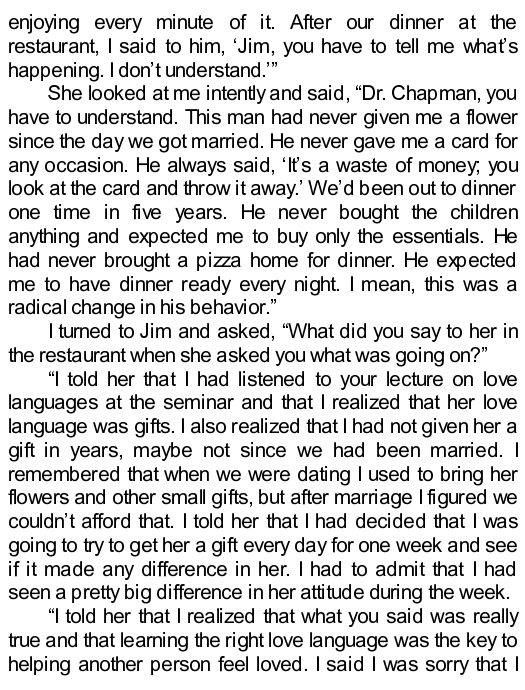 enjoying every minute of it. After our dinner at the
restaurant, I said to him, ‘Jim, you have to tell me what’s
happening. I don’t understand.’”
She looked at me intently and said, “Dr. Chapman, you
have to understand. This man had never given me a flower
since the day we got married. He never gave me a card for
any occasion. He always said, ‘It’s a waste of money; you
look at the card and throw it away.’ We’d been out to dinner
one time in five years. He never bought the children
anything and expected me to buy only the essentials. He
had never brought a pizza home for dinner. He expected
me to have dinner ready every night. I mean, this was a
radical change in his behavior.”
I turned to Jim and asked, “What did you say to her in
the restaurant when she asked you what was going on?”
“I told her that I had listened to your lecture on love
languages at the seminar and that I realized that her love
language was gifts. I also realized that I had not given her a
gift in years, maybe not since we had been married. I
remembered that when we were dating I used to bring her
flowers and other small gifts, but after marriage I figured we
couldn’t afford that. I told her that I had decided that I was
going to try to get her a gift every day for one week and see
if it made any difference in her. I had to admit that I had
seen a pretty big difference in her attitude during the week.
“I told her that I realized that what you said was really
true and that learning the right love language was the key to
helping another person feel loved. I said I was sorry that I